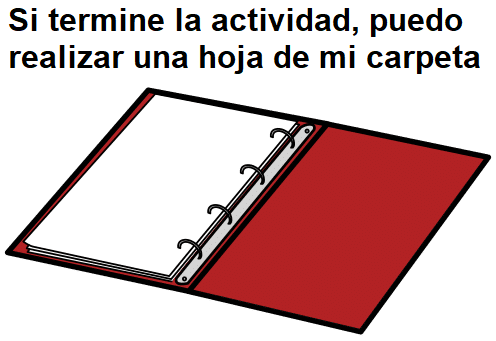 Si termine la actividad, puedo
realizar una hoja de mi carpeta